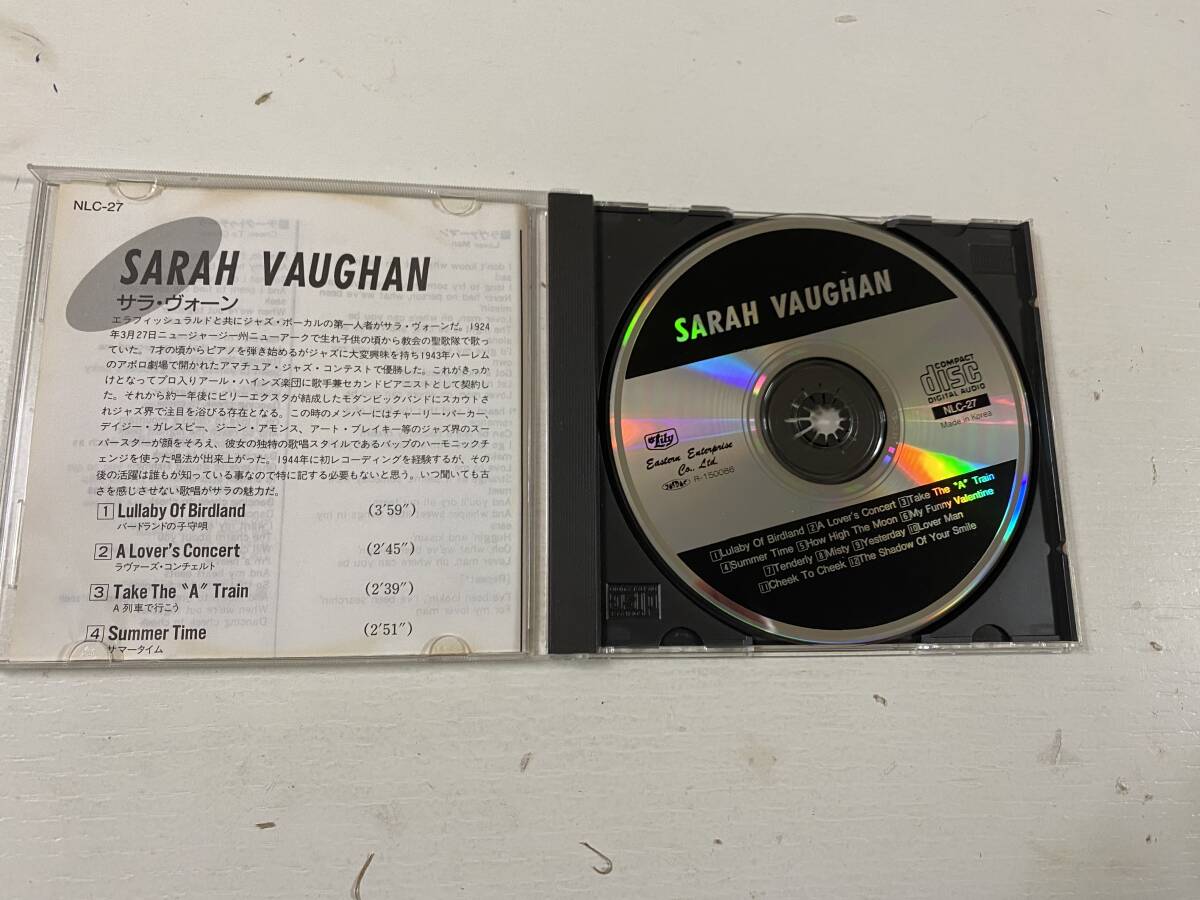 NLC-27
SARAH VAUGHAN
サラ・ヴォーン
エラフィッシュラルドと共にジャズ・ボーカルの第一人者がサラ・ヴォーンだ。1924
年3月27日ニュージャージー州ニューアークで生れ子供の頃から教会の聖歌隊で歌っ
ていた。7才の頃からピアノを弾き始めるがジャズに大変興味を持ち1943年ハーレム
のアポロ劇場で開かれたアマチュア・ジャズ・コンテストで優勝した。これがきっか
けとなってプロ入りアール・ハインズ楽団に歌手兼セカンドピアニストとして契約し
た。それから約一年後にビリーエクスタが結成したモダンビックバンドにスカウトさ
れジャズ界で注目を浴びる存在となる。この時のメンバーにはチャーリー・パーカー、
デイジー・ガレスピー、ジーン・アモンス、アート・ブレイキー等のジャズ界のスー
パースターが顔をそろえ、彼女の独特の歌唱スタイルであるバップのハーモニックチ
ェンジを使った唱法が出来上がった。1944年に初レコーディングを経験するが、その
後の活躍は誰もが知っている事なので特に記する必要もないと思う。いつ聞いても古
さを感じさせない歌唱がサラの魅力だ。
1 Lullaby Of Birdland (3′59″)
バードランドの子守唄
2 A Lover's Concert (2′45″)
ラヴァーズ・コンチェルト
3 Take The "A" Train (2′39″)
A列車で行こう
4 Summer Time (2′51″)
サマータイム
SARAH VAUGHAN
COMPACT
disc
DIGITAL AUDIO
NLC-27
Made in Korea
Lily
Eastern Enterprise
Co., Ltd.
R-150086
1Lulaby Of Birdland 2A Lover's Concert 3Take The "A" Train
4Summer Time 5How High The Moon 6My Funny Valentine
7Tenderly 8Misty 9Yesterday 10Lover Man
11Cheek To Cheek 12The Shadow Of Your Smile